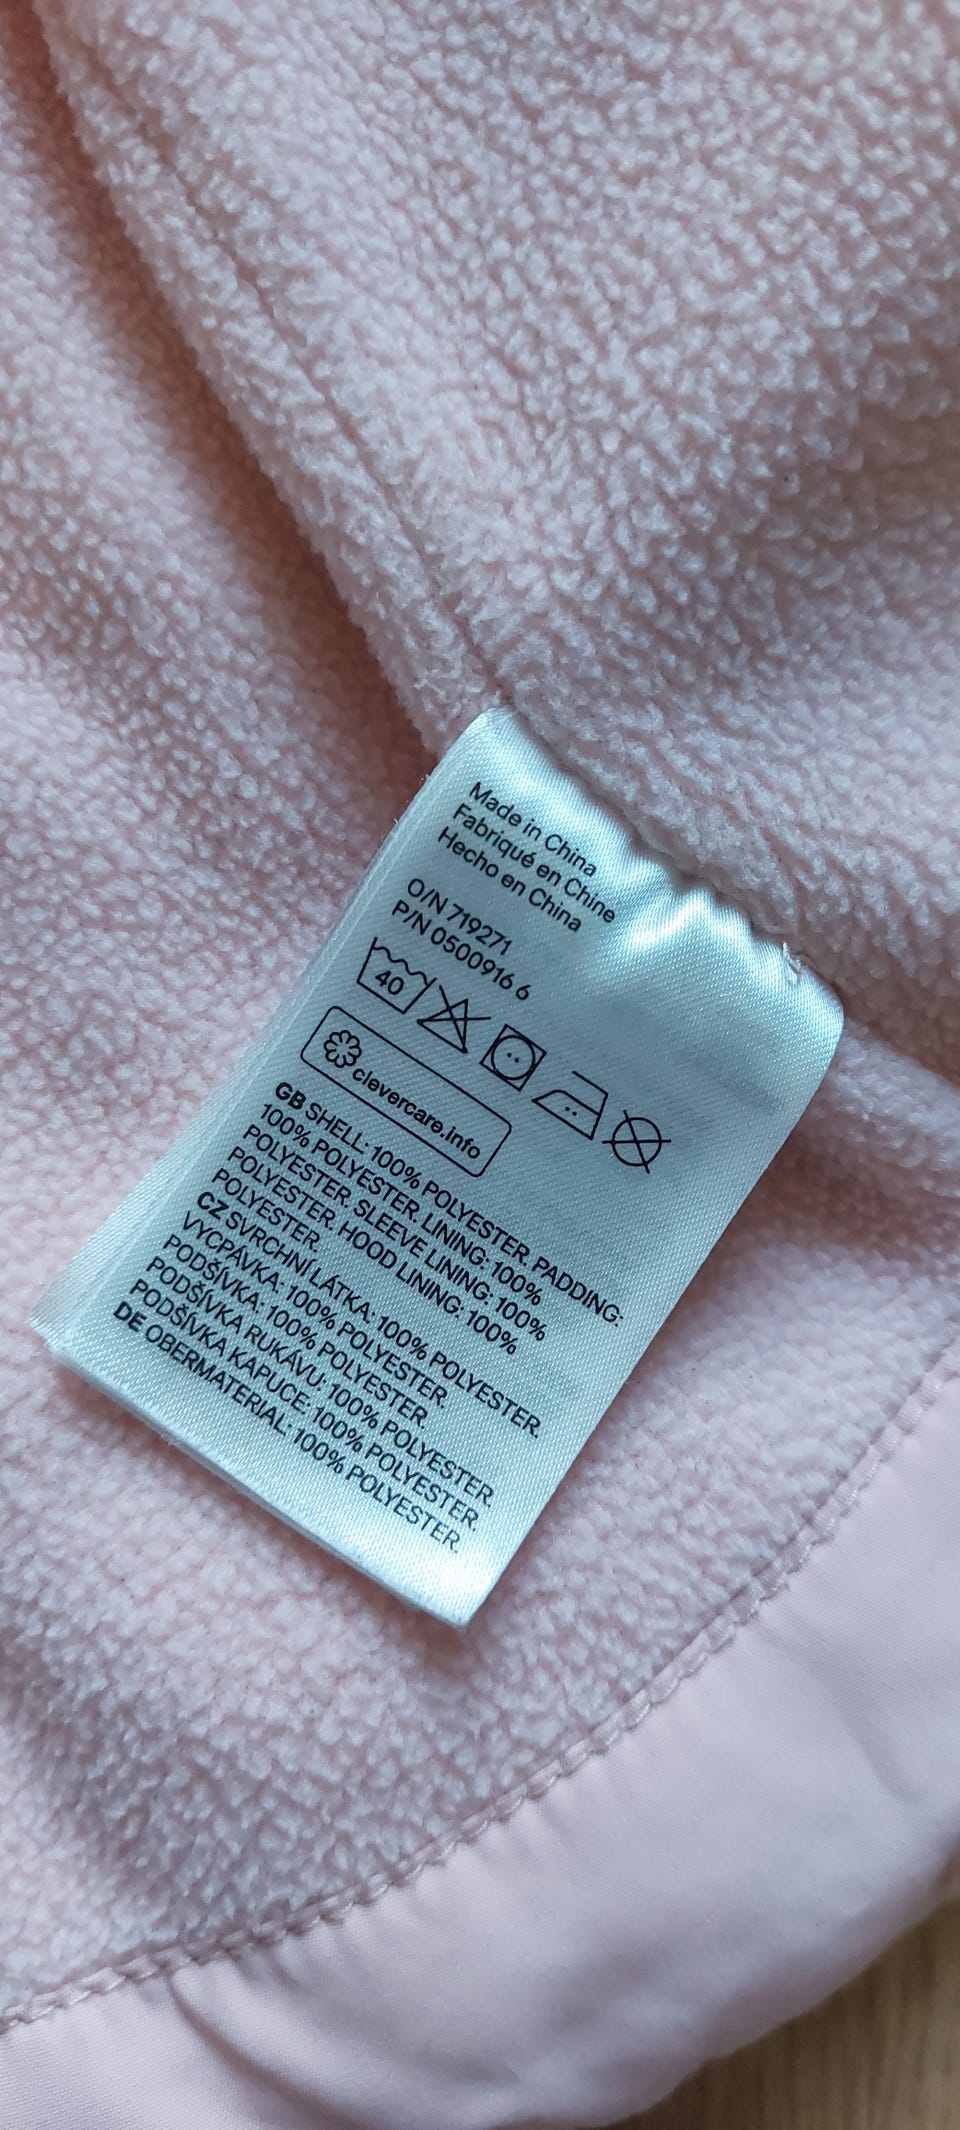 Made in China
Fabriqué en Chine
Hecho en China
O/N 719271
P/N 0500916 6
40
clevercare.info
GB SHELL: 100% POLYESTER. PADDING:
100% POLYESTER. LINING: 100%
POLYESTER. SLEEVE LINING: 100%
POLYESTER. HOOD LINING: 100%
POLYESTER.
CZ SVRCHNÍ LÁTKA: 100% POLYESTER.
VYCPÁVKA: 100% POLYESTER.
PODŠÍVKA: 100% POLYESTER.
PODŠÍVKA RUKÁVU: 100% POLYESTER.
PODŠÍVKA KAPUCE: 100% POLYESTER.
DE OBERMATERIAL: 100% POLYESTER.